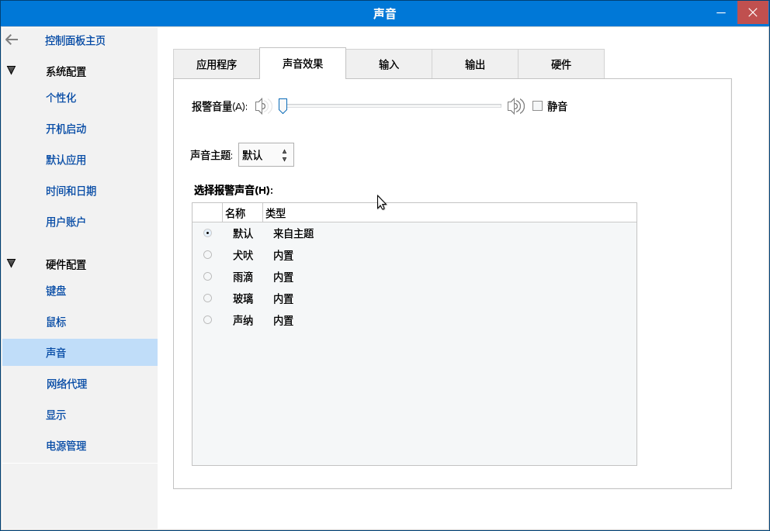 声音
控制面板主页
系统配置
个性化
开机启动
默认应用
时间和日期
用户账户
硬件配置
键盘
鼠标
声音
网络代理
显示
电源管理
应用程序
声音效果
输入
输出
硬件
报警音量(A):
静音
声音主题:
默认
选择报警声音(H):
名称 类型
默认 来自主题
犬吠 内置
雨滴 内置
玻璃 内置
声纳 内置